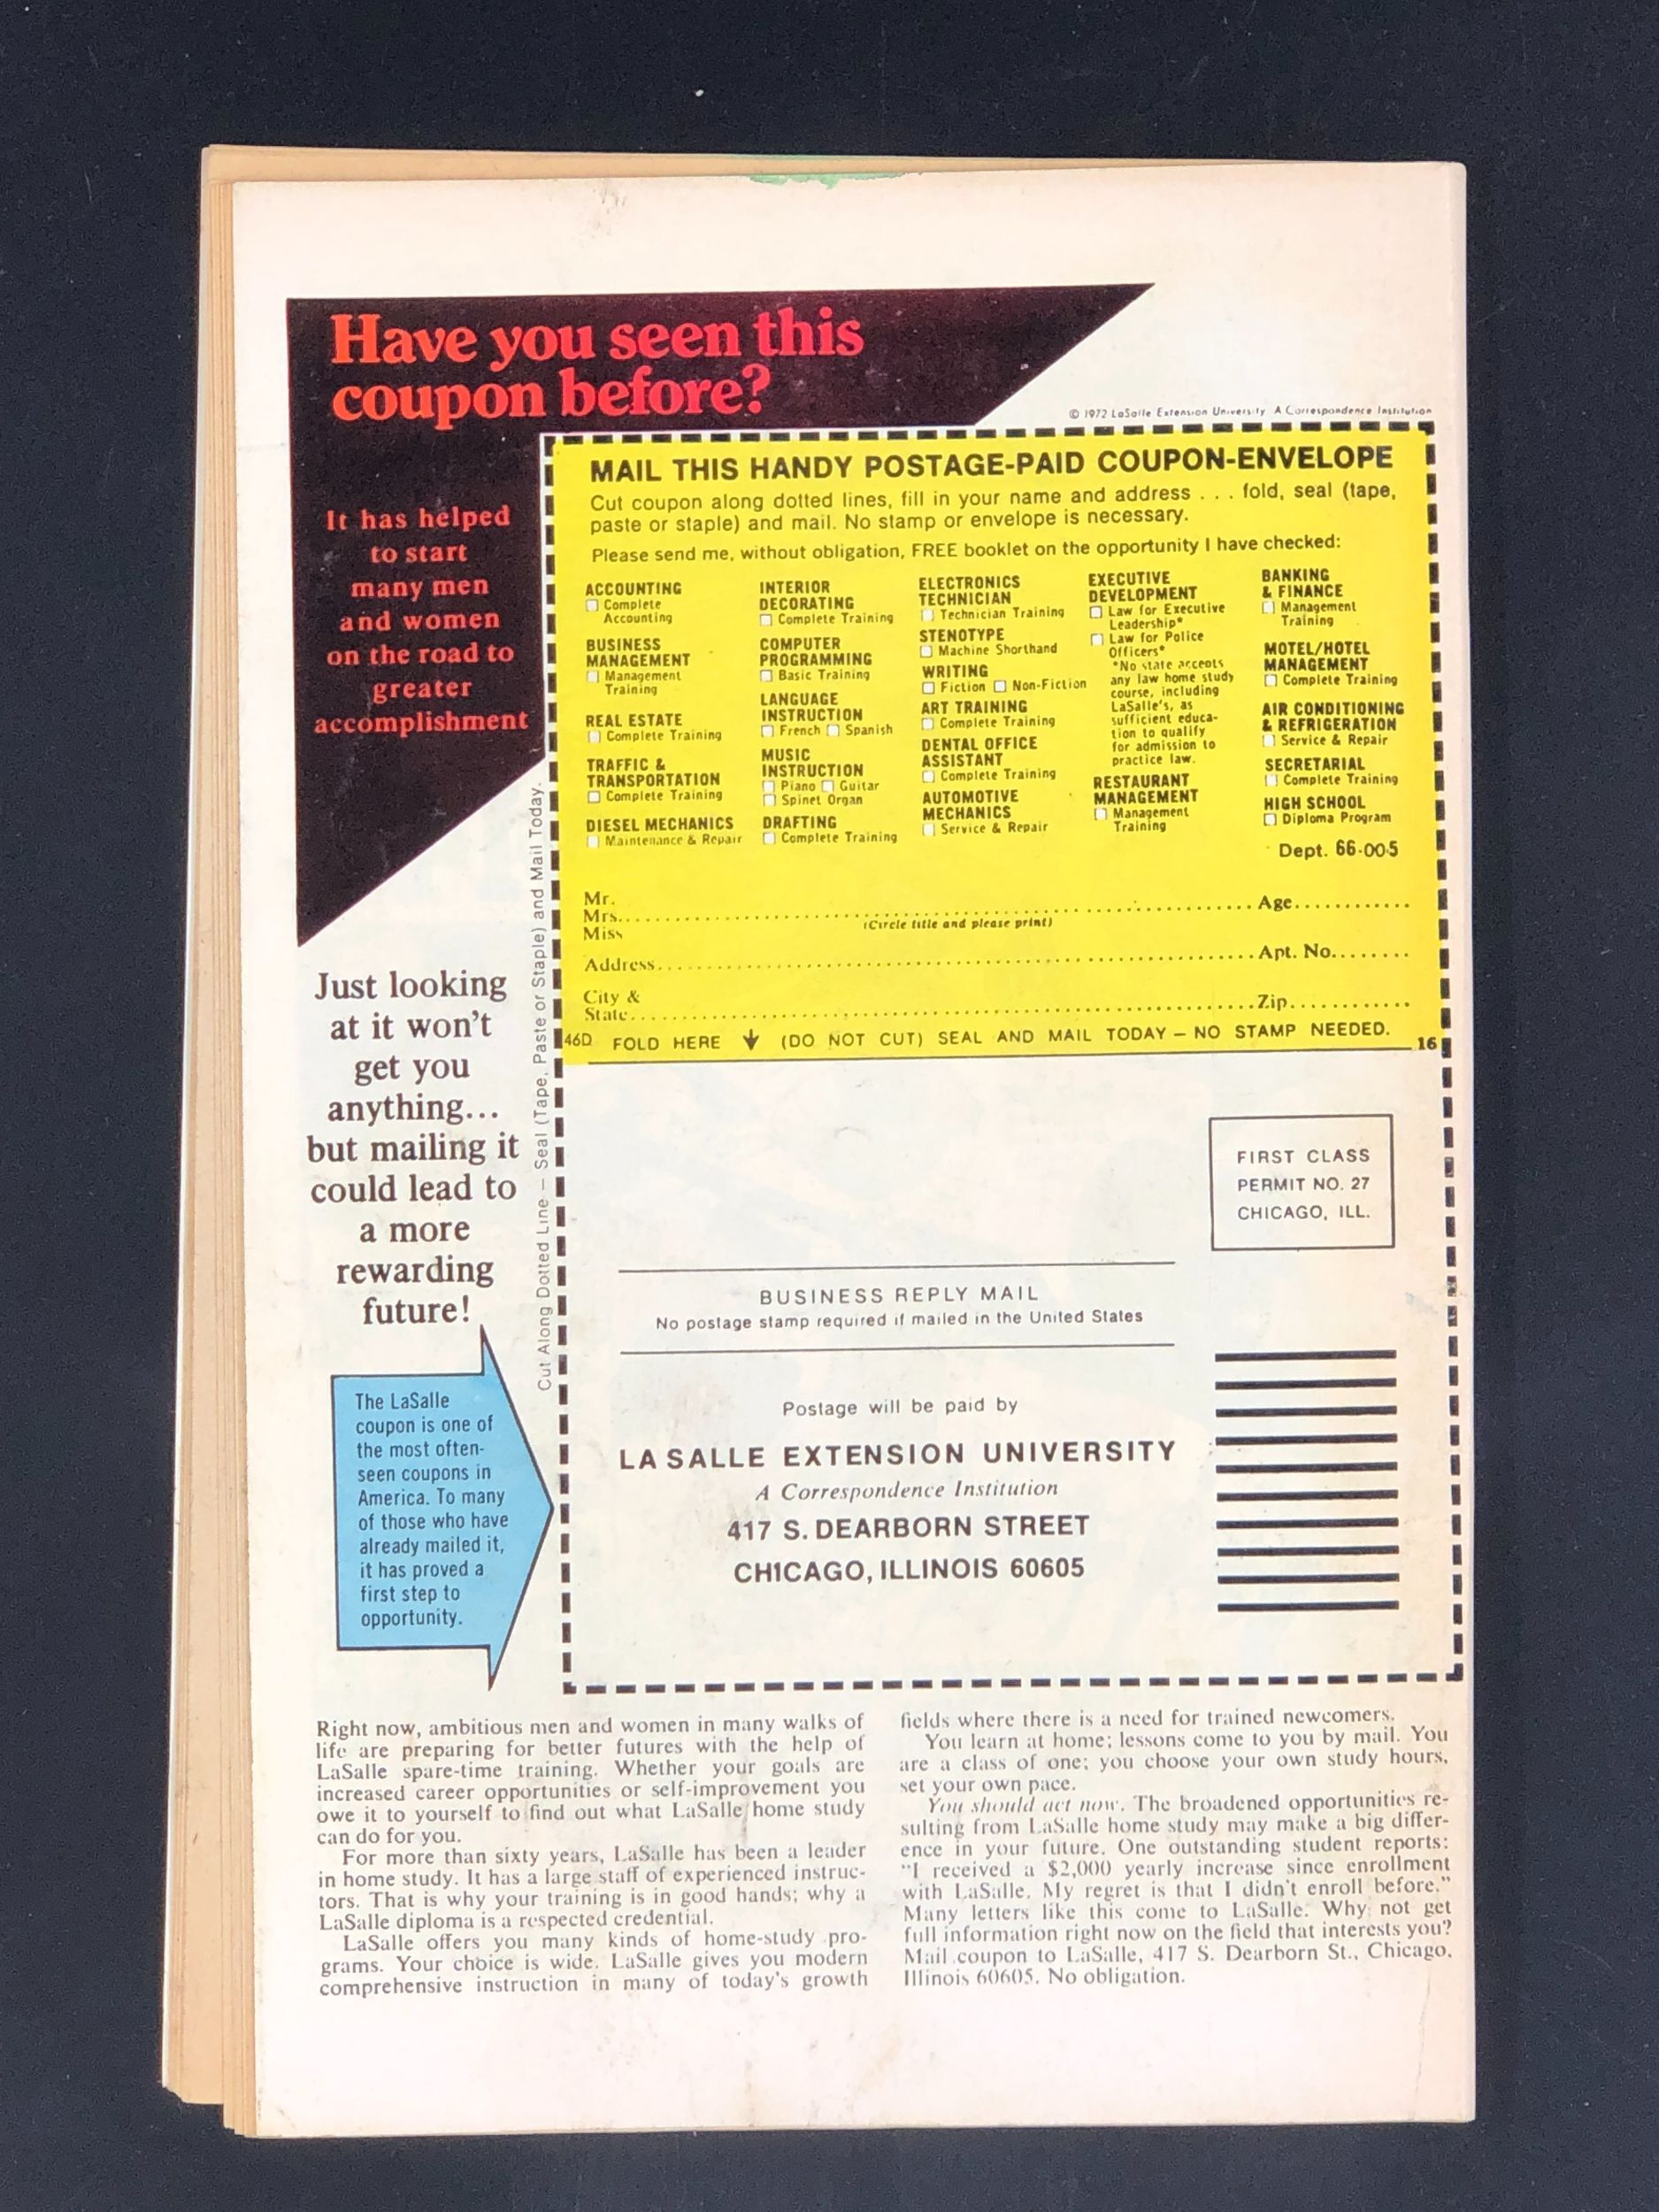 Have you seen this
coupon before?
© 1972 LaSalle Extension University A Correspondence Institution
It has helped
to start
many men
and women
on the road to
greater
accomplishment
MAIL THIS HANDY POSTAGE-PAID COUPON-ENVELOPE
Cut coupon along dotted lines, fill in your name and address . . . fold, seal (tape,
paste or staple) and mail. No stamp or envelope is necessary.
Please send me, without obligation, FREE booklet on the opportunity I have checked:
ACCOUNTING
Complete
Accounting
BUSINESS
MANAGEMENT
Management
Training
REAL ESTATE
Complete Training
TRAFFIC &
TRANSPORTATION
Complete Training
DIESEL MECHANICS
Maintenance & Repair
INTERIOR
DECORATING
Complete Training
COMPUTER
PROGRAMMING
Basic Training
LANGUAGE
INSTRUCTION
French Spanish
MUSIC
INSTRUCTION
Piano Guitar
Spinet Organ
DRAFTING
Complete Training
ELECTRONICS
TECHNICIAN
Technician Training
STENOTYPE
Machine Shorthand
WRITING
Fiction Non-Fiction
ART TRAINING
Complete Training
DENTAL OFFICE
ASSISTANT
Complete Training
AUTOMOTIVE
MECHANICS
Service & Repair
EXECUTIVE
DEVELOPMENT
Law for Executive
Leadership*
Law for Police
Officers*
*No state accepts
any law home study
course, including
LaSalle's, as
sufficient educa-
tion to qualify
for admission to
practice law.
RESTAURANT
MANAGEMENT
Management
Training
BANKING
& FINANCE
Management
Training
MOTEL/HOTEL
MANAGEMENT
Complete Training
AIR CONDITIONING
& REFRIGERATION
Service & Repair
SECRETARIAL
Complete Training
HIGH SCHOOL
Diploma Program
Dept. 66-005
Mr.
Mrs. Age
Miss
(Circle title and please print)
Address Apt. No.
City &
State Zip
46D FOLD HERE (DO NOT CUT) SEAL AND MAIL TODAY – NO STAMP NEEDED. 16
Cut Along Dotted Line – Seal (Tape, Paste or Staple) and Mail Today.
Just looking
at it won't
get you
anything...
but mailing it
could lead to
a more
rewarding
future!
The LaSalle
coupon is one of
the most often-
seen coupons in
America. To many
of those who have
already mailed it,
it has proved a
first step to
opportunity.
FIRST CLASS
PERMIT NO. 27
CHICAGO, ILL.
BUSINESS REPLY MAIL
No postage stamp required if mailed in the United States
Postage will be paid by
LA SALLE EXTENSION UNIVERSITY
A Correspondence Institution
417 S. DEARBORN STREET
CHICAGO, ILLINOIS 60605
Right now, ambitious men and women in many walks of
life are preparing for better futures with the help of
LaSalle spare-time training. Whether your goals are
increased career opportunities or self-improvement you
owe it to yourself to find out what LaSalle home study
can do for you.
For more than sixty years, LaSalle has been a leader
in home study. It has a large staff of experienced instruc-
tors. That is why your training is in good hands; why a
LaSalle diploma is a respected credential.
LaSalle offers you many kinds of home-study pro-
grams. Your choice is wide. LaSalle gives you modern
comprehensive instruction in many of today's growth
fields where there is a need for trained newcomers.
You learn at home; lessons come to you by mail. You
are a class of one; you choose your own study hours,
set your own pace.
You should act now. The broadened opportunities re-
sulting from LaSalle home study may make a big differ-
ence in your future. One outstanding student reports:
"I received a $2,000 yearly increase since enrollment
with LaSalle. My regret is that I didn't enroll before."
Many letters like this come to LaSalle. Why not get
full information right now on the field that interests you?
Mail coupon to LaSalle, 417 S. Dearborn St., Chicago,
Illinois 60605. No obligation.